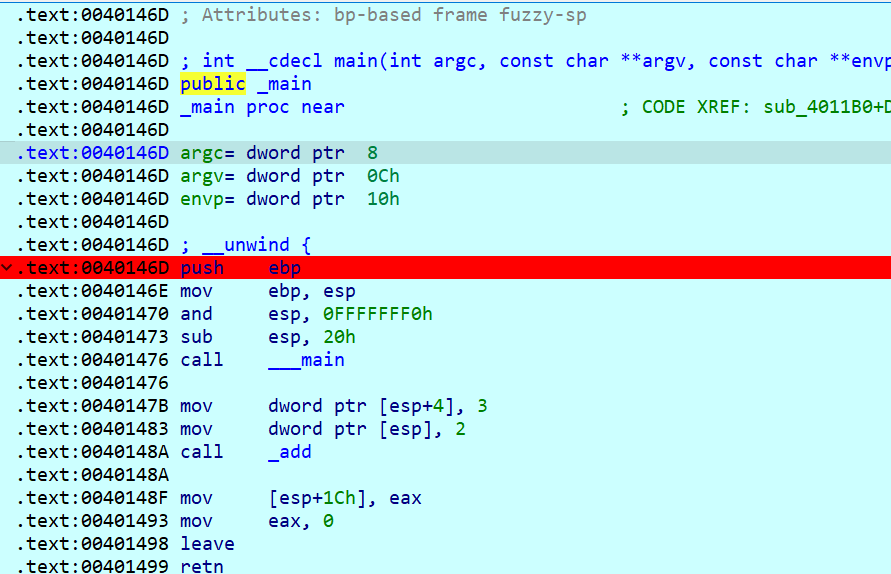 .text:0040146D ; Attributes: bp-based frame fuzzy-sp
.text:0040146D
.text:0040146D ; int __cdecl main(int argc, const char **argv, const char **envp
.text:0040146D public _main
.text:0040146D _main proc near ; CODE XREF: sub_4011B0+D
.text:0040146D
.text:0040146D argc= dword ptr 8
.text:0040146D argv= dword ptr 0Ch
.text:0040146D envp= dword ptr 10h
.text:0040146D
.text:0040146D ; __unwind {
.text:0040146D push ebp
.text:0040146E mov ebp, esp
.text:00401470 and esp, 0FFFFFFF0h
.text:00401473 sub esp, 20h
.text:00401476 call ___main
.text:00401476
.text:0040147B mov dword ptr [esp+4], 3
.text:00401483 mov dword ptr [esp], 2
.text:0040148A call _add
.text:0040148A
.text:0040148F mov [esp+1Ch], eax
.text:00401493 mov eax, 0
.text:00401498 leave
.text:00401499 retn